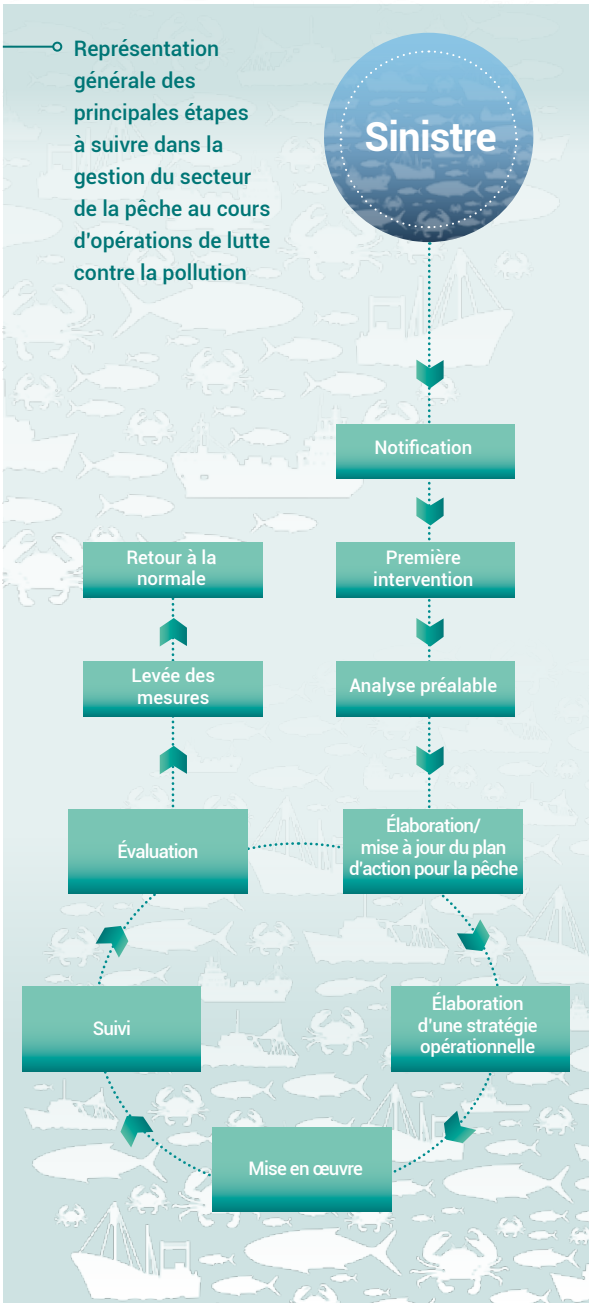 Représentation
générale des
principales étapes
à suivre dans la
gestion du secteur
de la pêche au cours
d'opérations de lutte
contre la pollution
Sinistre
Notification
Première
intervention
Analyse préalable
Élaboration/
mise à jour du plan
d'action pour la pêche
Élaboration
d'une stratégie
opérationnelle
Mise en œuvre
Suivi
Évaluation
Levée des
mesures
Retour à la
normale